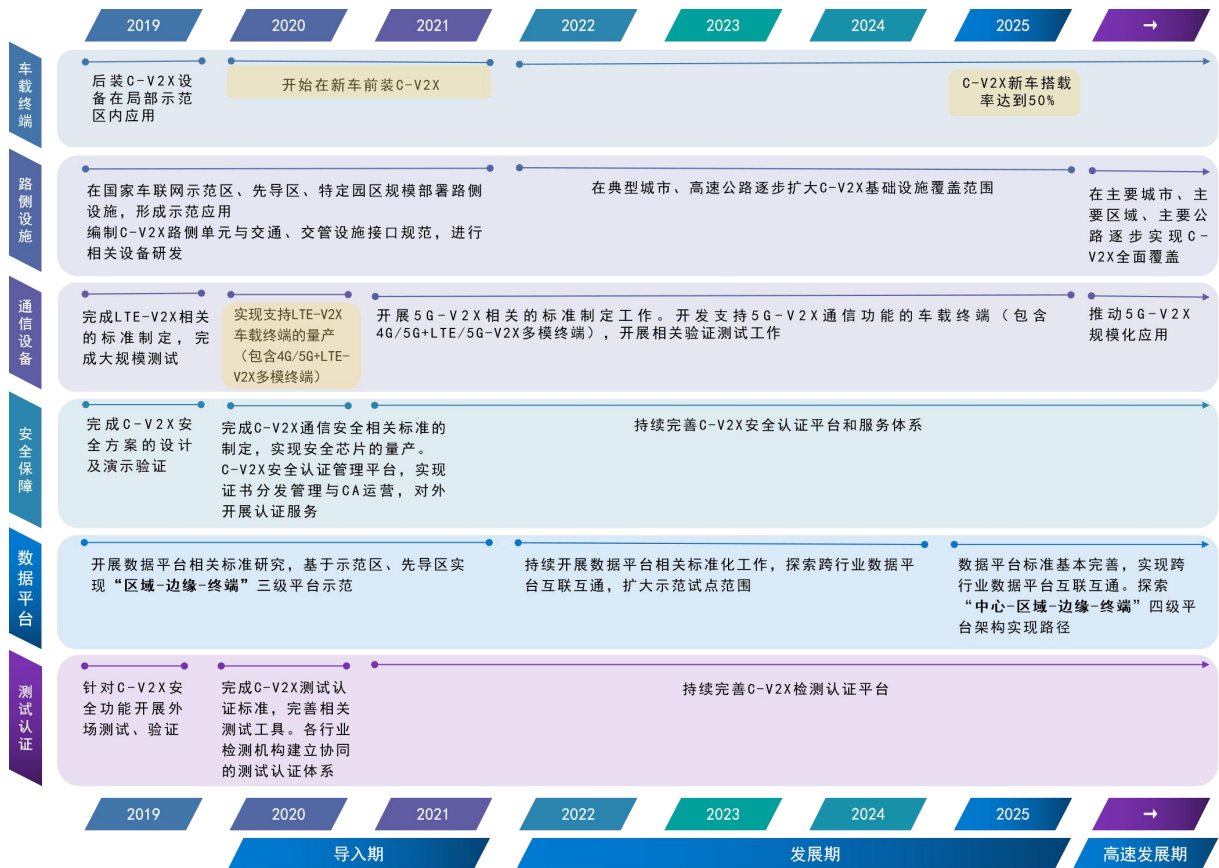 2019
2020
2021
2022
2023
2024
2025
→
车载终端
后装C-V2X设
备在局部示范
区内应用
开始在新车前装C-V2X
C-V2X新车搭载
率达到50%
路侧设施
在国家车联网示范区、先导区、特定园区规模部署路侧
设施，形成示范应用
编制C-V2X路侧单元与交通、交管设施接口规范，进行
相关设备研发
在典型城市、高速公路逐步扩大C-V2X基础设施覆盖范围
在主要城市、主
要区域、主要公
路逐步实现C-
V2X全面覆盖
通信设备
完成LTE-V2X相关
的标准制定，完
成大规模测试
实现支持LTE-V2X
车载终端的量产
（包含4G/5G+LTE-
V2X多模终端）
开展5G-V2X相关的标准制定工作。开发支持5G-V2X通信功能的车载终端（包含
4G/5G+LTE/5G-V2X多模终端），开展相关验证测试工作
推动5G-V2X
规模化应用
安全保障
完成C-V2X安
全方案的设计
及演示验证
完成C-V2X通信安全相关标准的
制定，实现安全芯片的量产。
C-V2X安全认证管理平台，实现
证书分发管理与CA运营，对外
开展认证服务
持续完善C-V2X安全认证平台和服务体系
数据平台
开展数据平台相关标准研究，基于示范区、先导区实
现“区域-边缘-终端”三级平台示范
持续开展数据平台相关标准化工作，探索跨行业数据平
台互联互通，扩大示范试点范围
数据平台标准基本完善，实现跨
行业数据平台互联互通。探索
“中心-区域-边缘-终端”四级平
台架构实现路径
测试认证
针对C-V2X安
全功能开展外
场测试、验证
完成C-V2X测试认
证标准，完善相关
测试工具。各行业
检测机构建立协同
的测试认证体系
持续完善C-V2X检测认证平台
2019
2020
2021
2022
2023
2024
2025
→
导入期
发展期
高速发展期